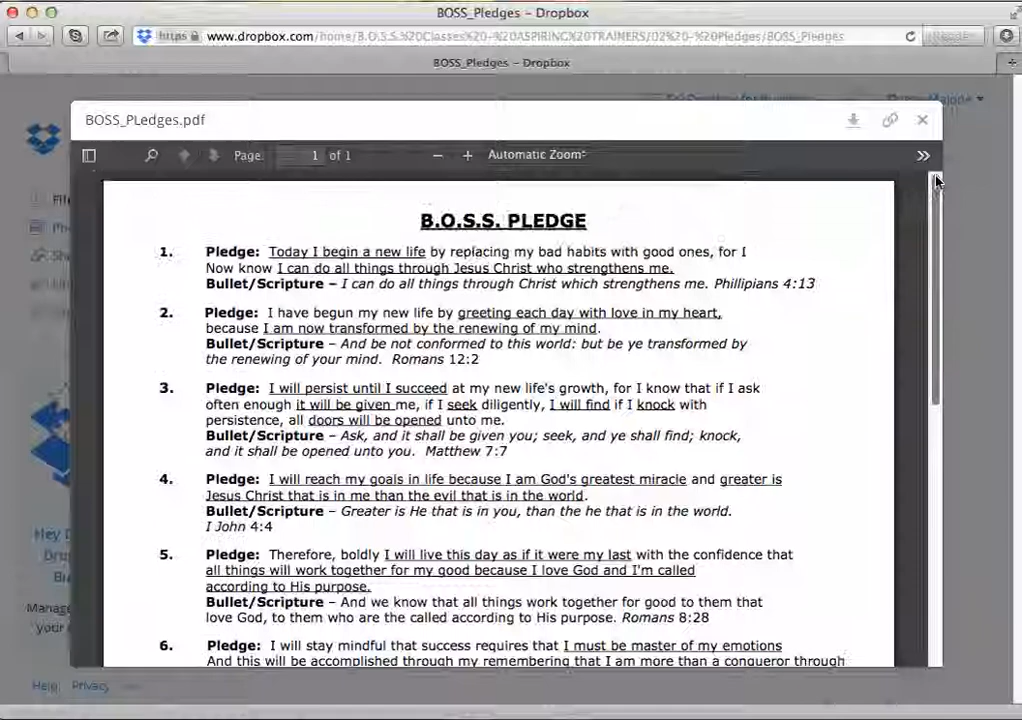 BOSS_Pledges – Dropbox
https www.dropbox.com/home/B.O.S.S.%20Classes%20-%20ASPIRING%20TRAINERS/02%20-%20Pledges/BOSS_Pledges
BOSS_Pledges – Dropbox
BOSS_PLedges.pdf
Page: 1 of 1
Automatic Zoom
B.O.S.S. PLEDGE
1. Pledge: Today I begin a new life by replacing my bad habits with good ones, for I
Now know I can do all things through Jesus Christ who strengthens me.
Bullet/Scripture – I can do all things through Christ which strengthens me. Phillipians 4:13
2. Pledge: I have begun my new life by greeting each day with love in my heart,
because I am now transformed by the renewing of my mind.
Bullet/Scripture – And be not conformed to this world: but be ye transformed by
the renewing of your mind. Romans 12:2
3. Pledge: I will persist until I succeed at my new life's growth, for I know that if I ask
often enough it will be given me, if I seek diligently, I will find if I knock with
persistence, all doors will be opened unto me.
Bullet/Scripture – Ask, and it shall be given you; seek, and ye shall find; knock,
and it shall be opened unto you. Matthew 7:7
4. Pledge: I will reach my goals in life because I am God's greatest miracle and greater is
Jesus Christ that is in me than the evil that is in the world.
Bullet/Scripture – Greater is He that is in you, than the he that is in the world.
I John 4:4
5. Pledge: Therefore, boldly I will live this day as if it were my last with the confidence that
all things will work together for my good because I love God and I'm called
according to His purpose.
Bullet/Scripture – And we know that all things work together for good to them that
love God, to them who are the called according to His purpose. Romans 8:28
6. Pledge: I will stay mindful that success requires that I must be master of my emotions
And this will be accomplished through my remembering that I am more than a conqueror through
Hey D
Manage
your
Help Privacy